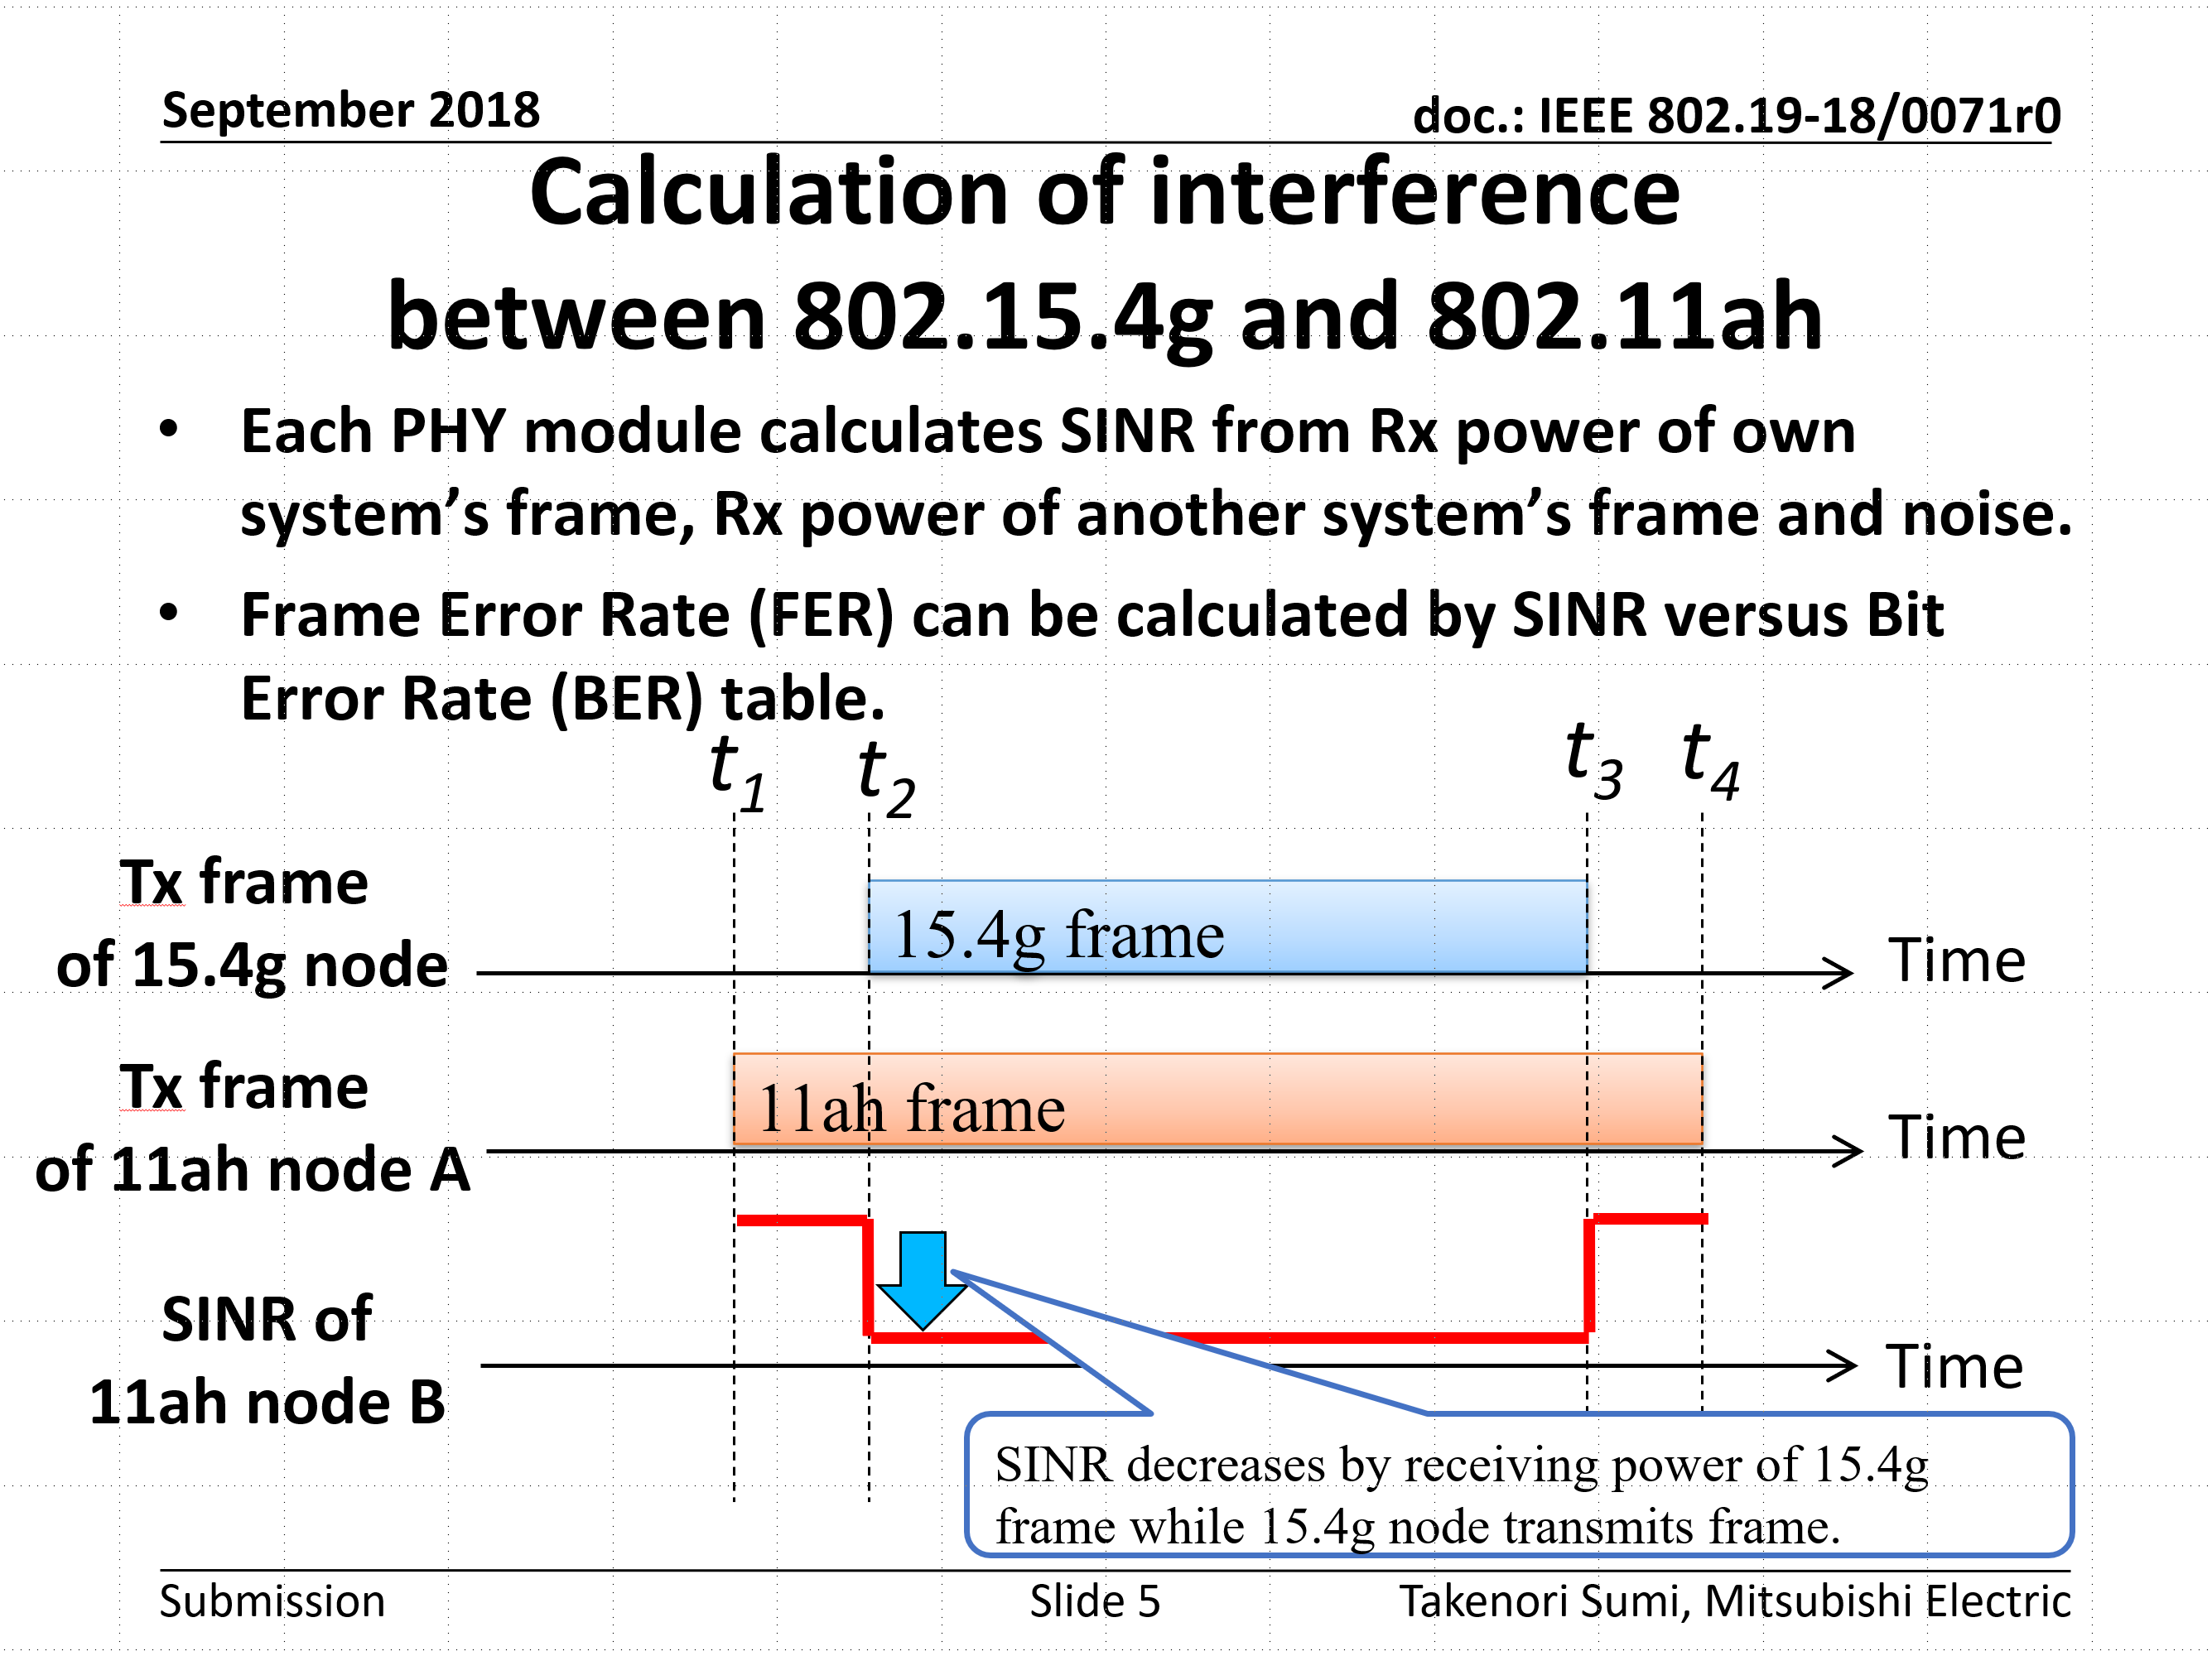 September 2018
doc.: IEEE 802.19-18/0071r0
Calculation of interference
between 802.15.4g and 802.11ah
• Each PHY module calculates SINR from Rx power of own
system’s frame, Rx power of another system’s frame and noise.
• Frame Error Rate (FER) can be calculated by SINR versus Bit
Error Rate (BER) table.
t1 t2 t3 t4
Tx frame
of 15.4g node
15.4g frame
Time
Tx frame
of 11ah node A
11ah frame
Time
SINR of
11ah node B
Time
SINR decreases by receiving power of 15.4g
frame while 15.4g node transmits frame.
Submission
Slide 5
Takenori Sumi, Mitsubishi Electric